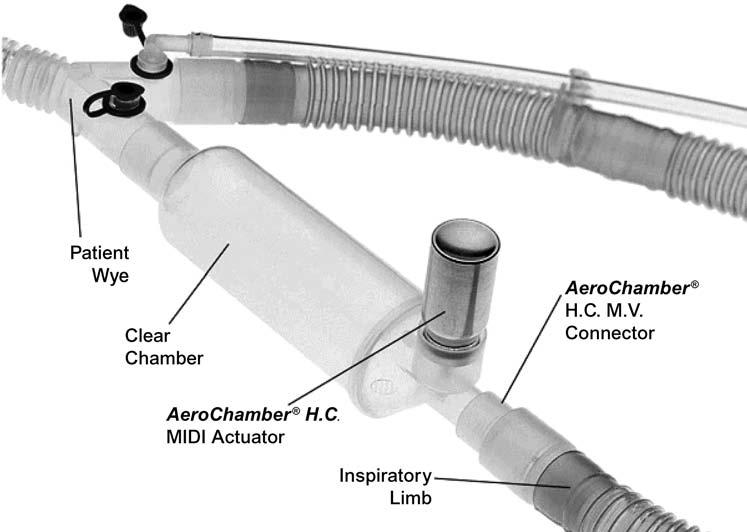 Patient
Wye
Clear
Chamber
AeroChamber® H.C.
MIDI Actuator
AeroChamber®
H.C. M.V.
Connector
Inspiratory
Limb